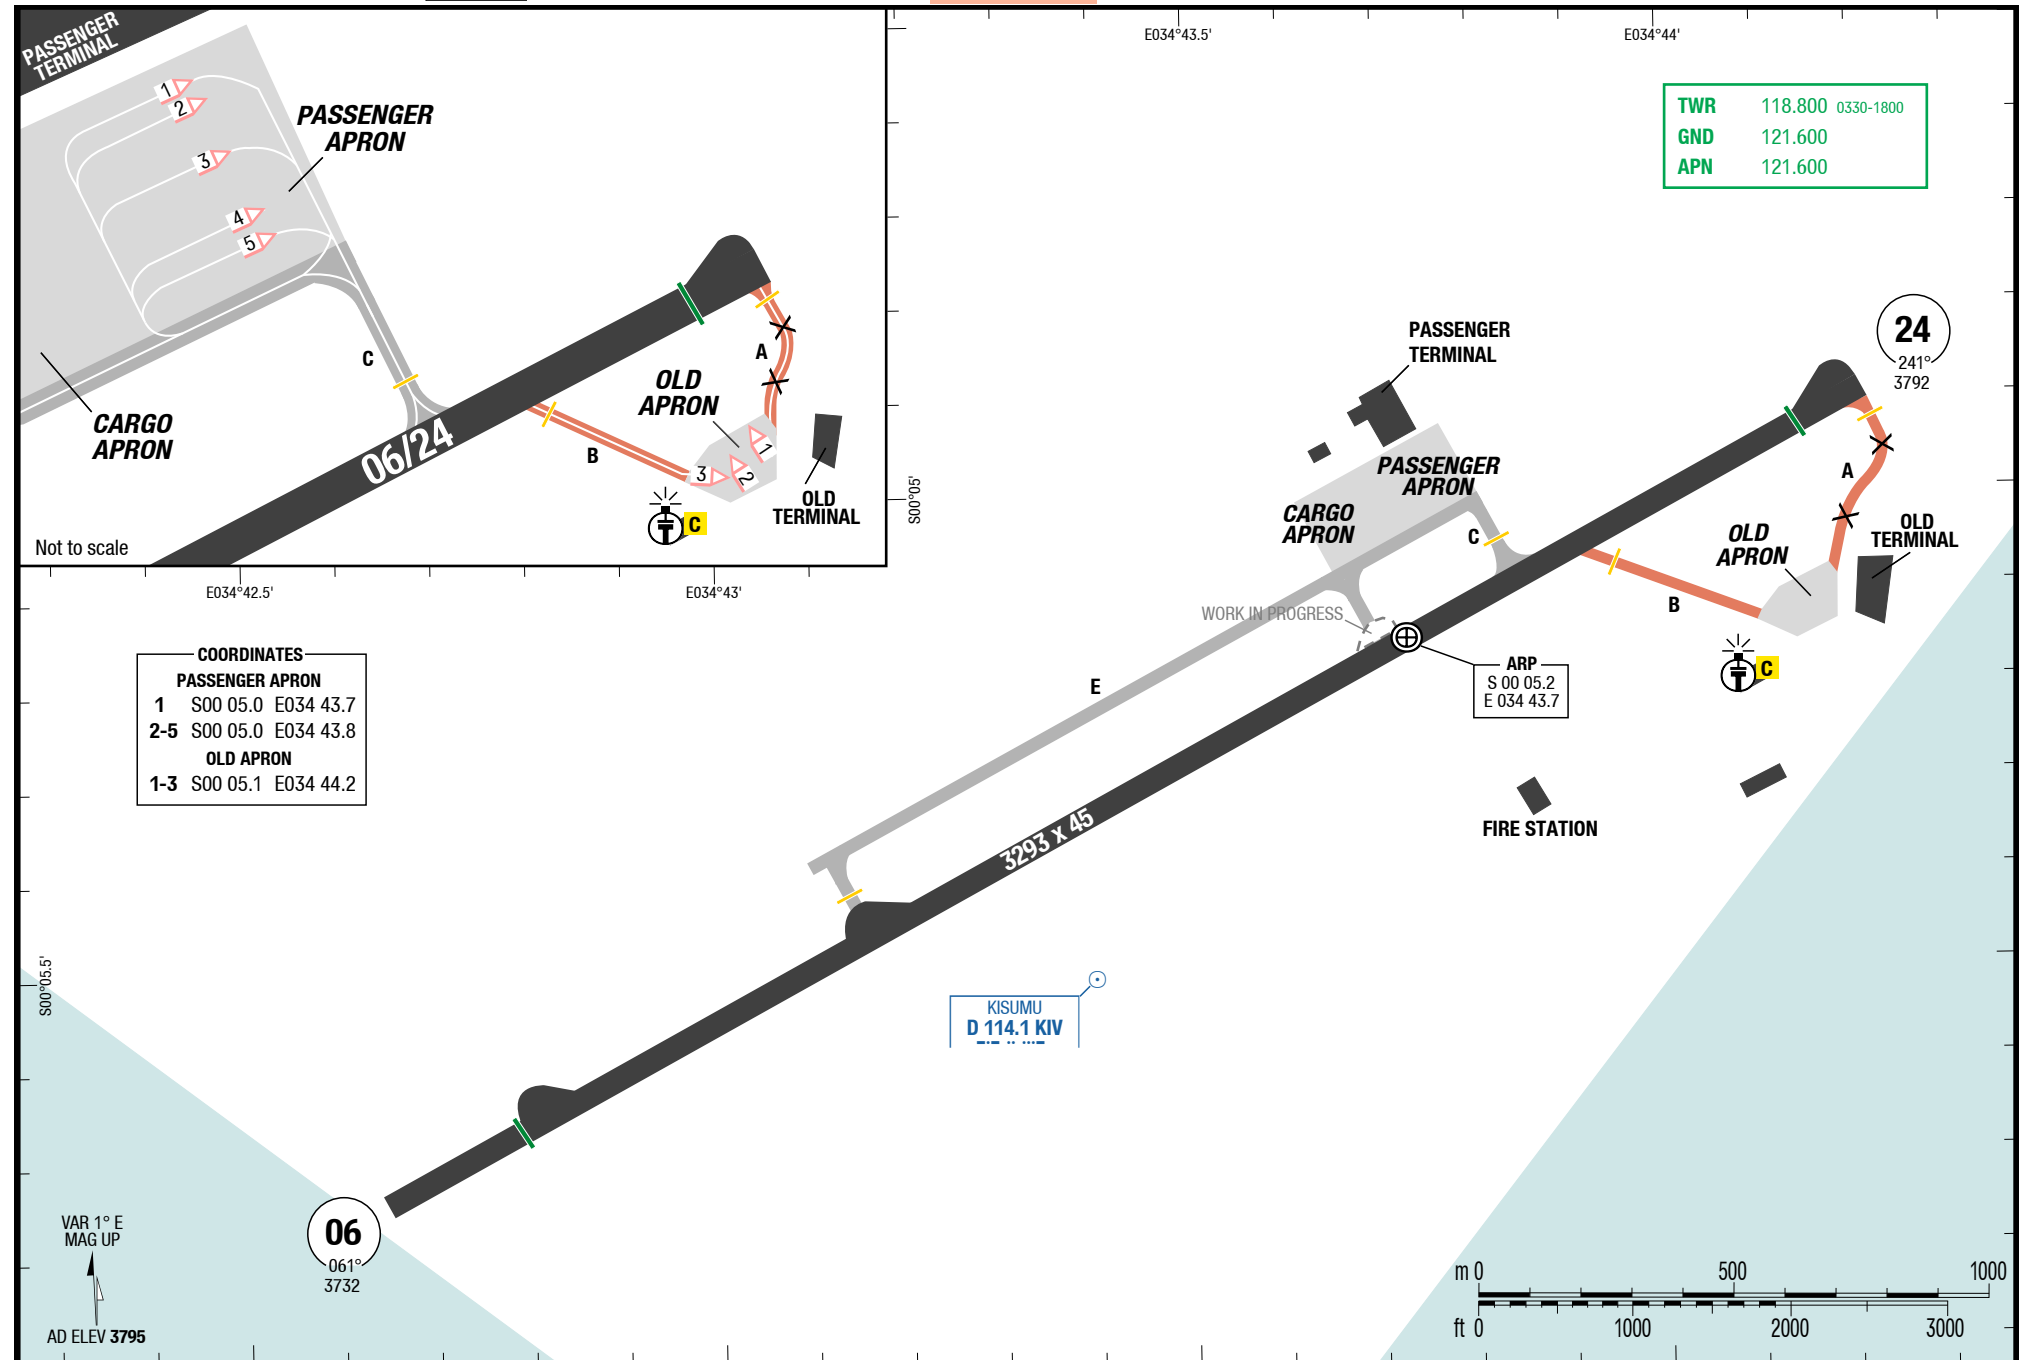 PASSENGER
TERMINAL
1
2
3
4
5
PASSENGER
APRON
C
CARGO
APRON
06/24
A
OLD
APRON
B
1
2
3
OLD
TERMINAL
C
Not to scale
E034°43.5'
E034°44'
TWR 118.800 0330-1800
GND 121.600
APN 121.600
24
241°
3792
PASSENGER
TERMINAL
PASSENGER
APRON
CARGO
APRON
C
A
OLD
APRON
OLD
TERMINAL
B
C
S00°05'
E034°42.5'
E034°43'
WORK IN PROGRESS
ARP
S 00 05.2
E 034 43.7
E
COORDINATES
PASSENGER APRON
1 S00 05.0 E034 43.7
2-5 S00 05.0 E034 43.8
OLD APRON
1-3 S00 05.1 E034 44.2
3293 x 45
FIRE STATION
S00°05.5'
KISUMU
D 114.1 KIV
06
061°
3732
VAR 1° E
MAG UP
AD ELEV 3795
m 0 500 1000
ft 0 1000 2000 3000